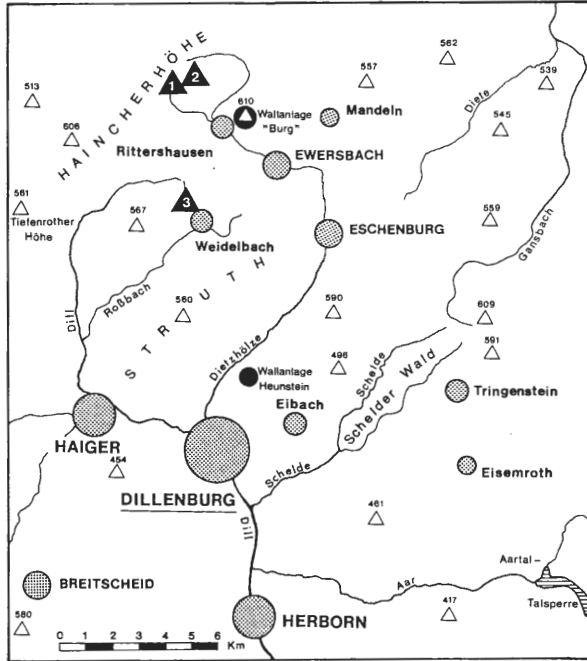 HAINCHERHÖHE
562
557
539
513
1
2
610
Wallanlage
"Burg"
Mandeln
Diete
545
606
Rittershausen
EWERSBACH
561
Tiefenrother
Höhe
567
3
Weidelbach
ESCHENBURG
559
Gansbach
STRUTH
Roßbach
560
590
609
591
Dill
Dietzhölze
496
Schelde
Schelder Wald
Wallanlage
Heunstein
Eibach
Tringenstein
HAIGER
454
DILLENBURG
Schelde
Eisemroth
461
Dill
Aartal-
Talsperre
Aar
BREITSCHEID
HERBORN
417
580
0 1 2 3 4 5 6
Km